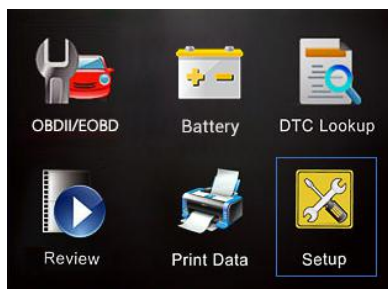 OBDII/EOBD
Battery
DTC Lookup
Review
Print Data
Setup